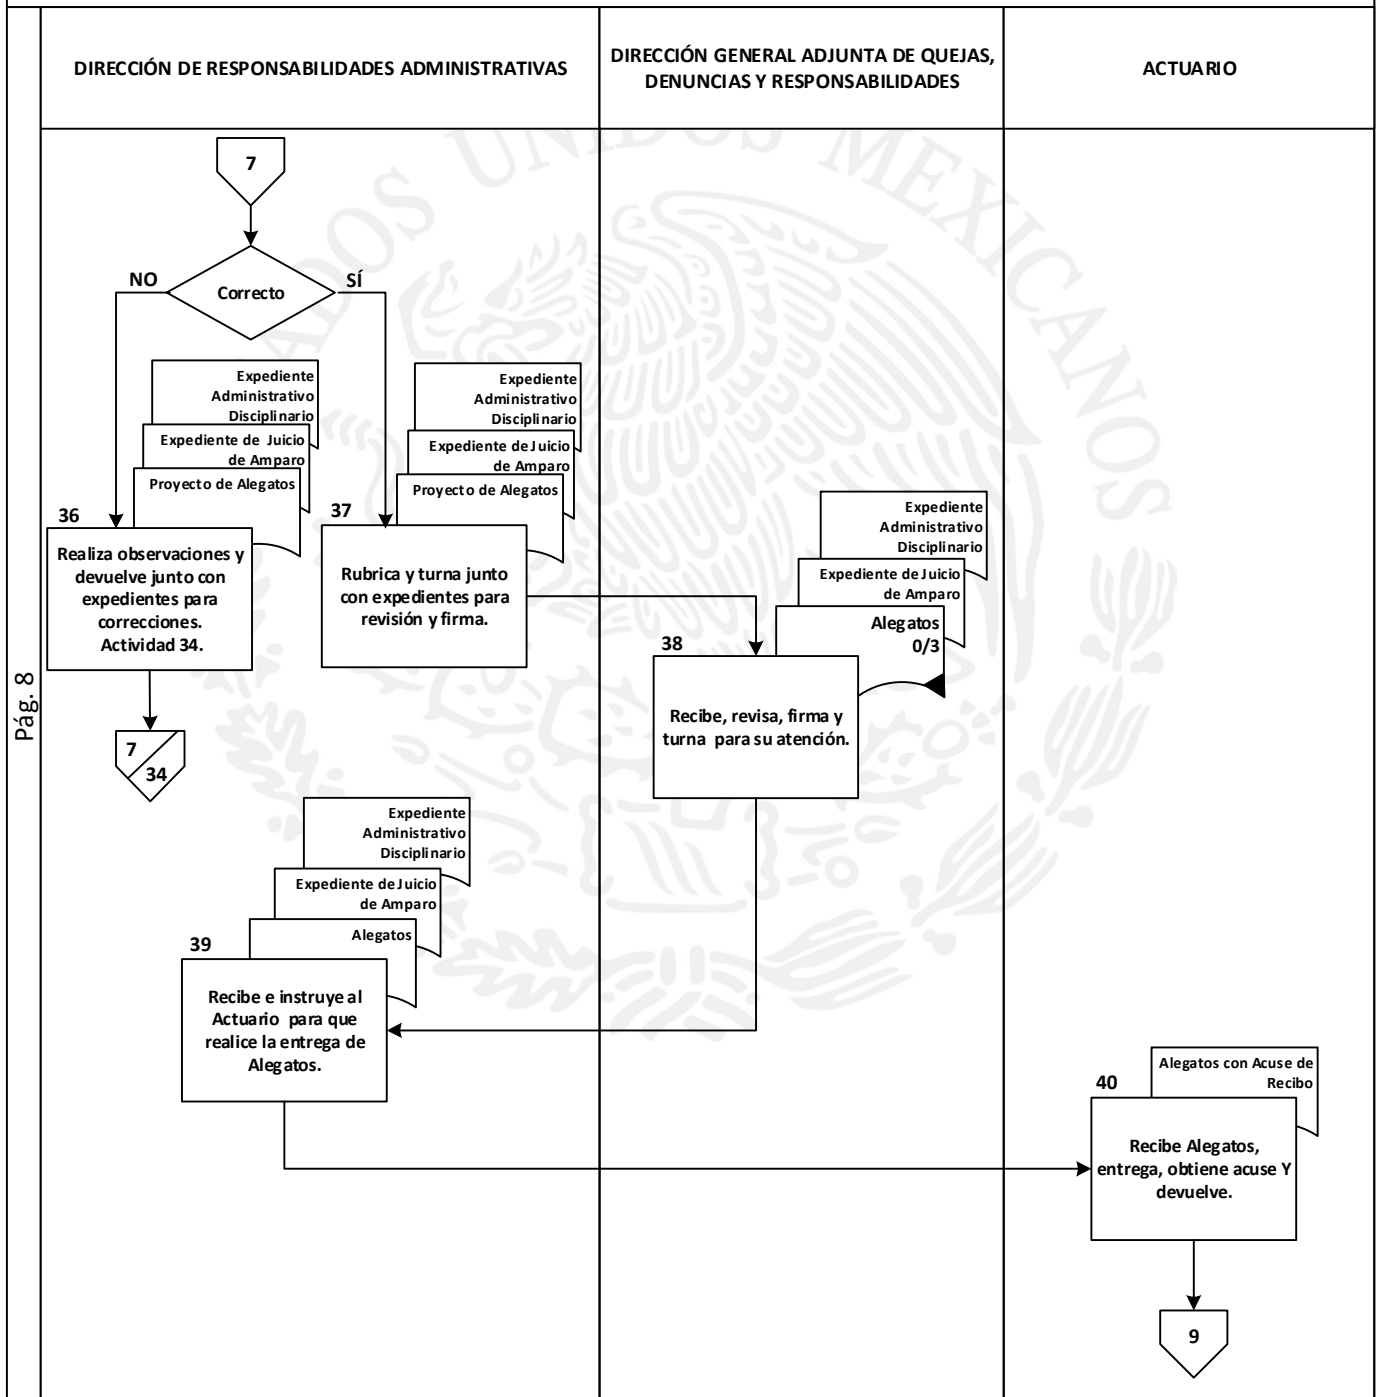 DIRECCIÓN DE RESPONSABILIDADES ADMINISTRATIVAS
DIRECCIÓN GENERAL ADJUNTA DE QUEJAS,
DENUNCIAS Y RESPONSABILIDADES
ACTUARIO
Pág. 8
7
Correcto
NO
SÍ
Expediente
Administrativo
Disciplinario
Expediente de Juicio
de Amparo
Proyecto de Alegatos
36
Realiza observaciones y
devuelve junto con
expedientes para
correcciones.
Actividad 34.
7
34
Expediente
Administrativo
Disciplinario
Expediente de Juicio
de Amparo
Proyecto de Alegatos
37
Rubrica y turna junto
con expedientes para
revisión y firma.
Expediente
Administrativo
Disciplinario
Expediente de Juicio
de Amparo
Alegatos
0/3
38
Recibe, revisa, firma y
turna para su atención.
Expediente
Administrativo
Disciplinario
Expediente de Juicio
de Amparo
Alegatos
39
Recibe e instruye al
Actuario para que
realice la entrega de
Alegatos.
Alegatos con Acuse de
Recibo
40
Recibe Alegatos,
entrega, obtiene acuse Y
devuelve.
9
ADOS UNIDOS MEXICANOS